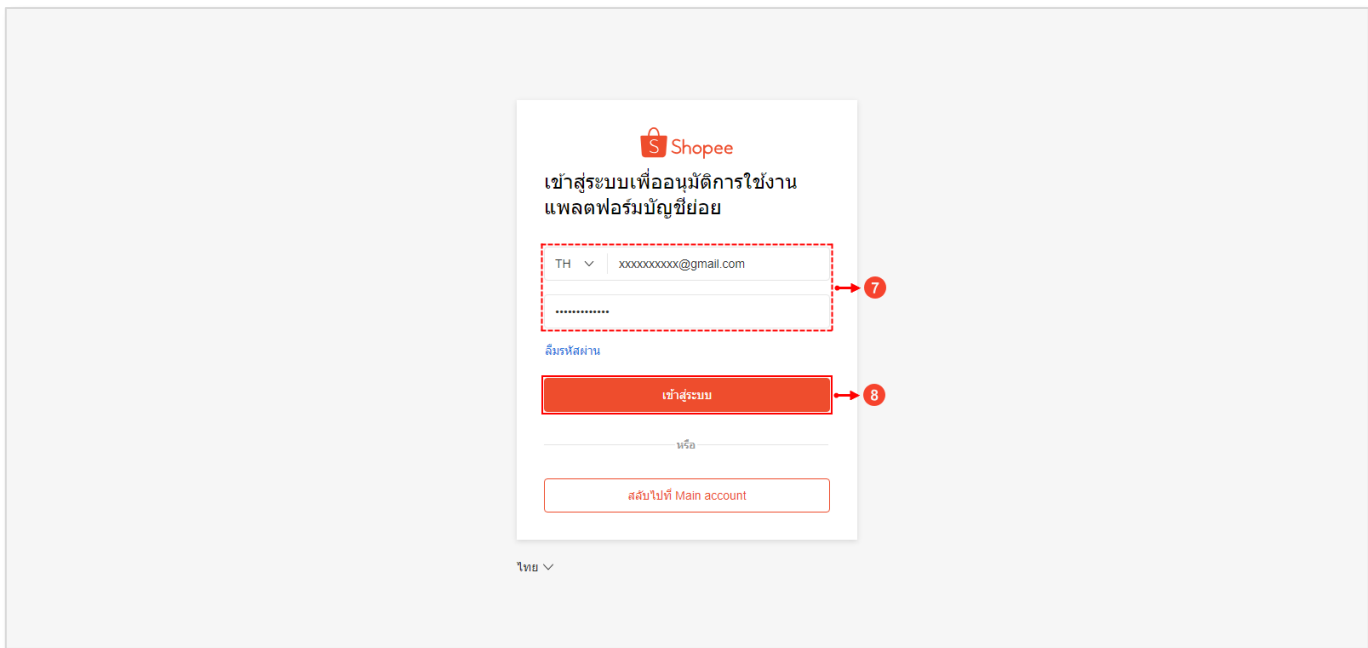 S Shopee
เข้าสู่ระบบเพื่ออนุมัติการใช้งาน
แพลตฟอร์มบัญชีย่อย
TH xxxxxxxxxx@gmail.com
7
•••••••••••••
ลืมรหัสผ่าน
เข้าสู่ระบบ
8
หรือ
สลับไปที่ Main account
ไทย